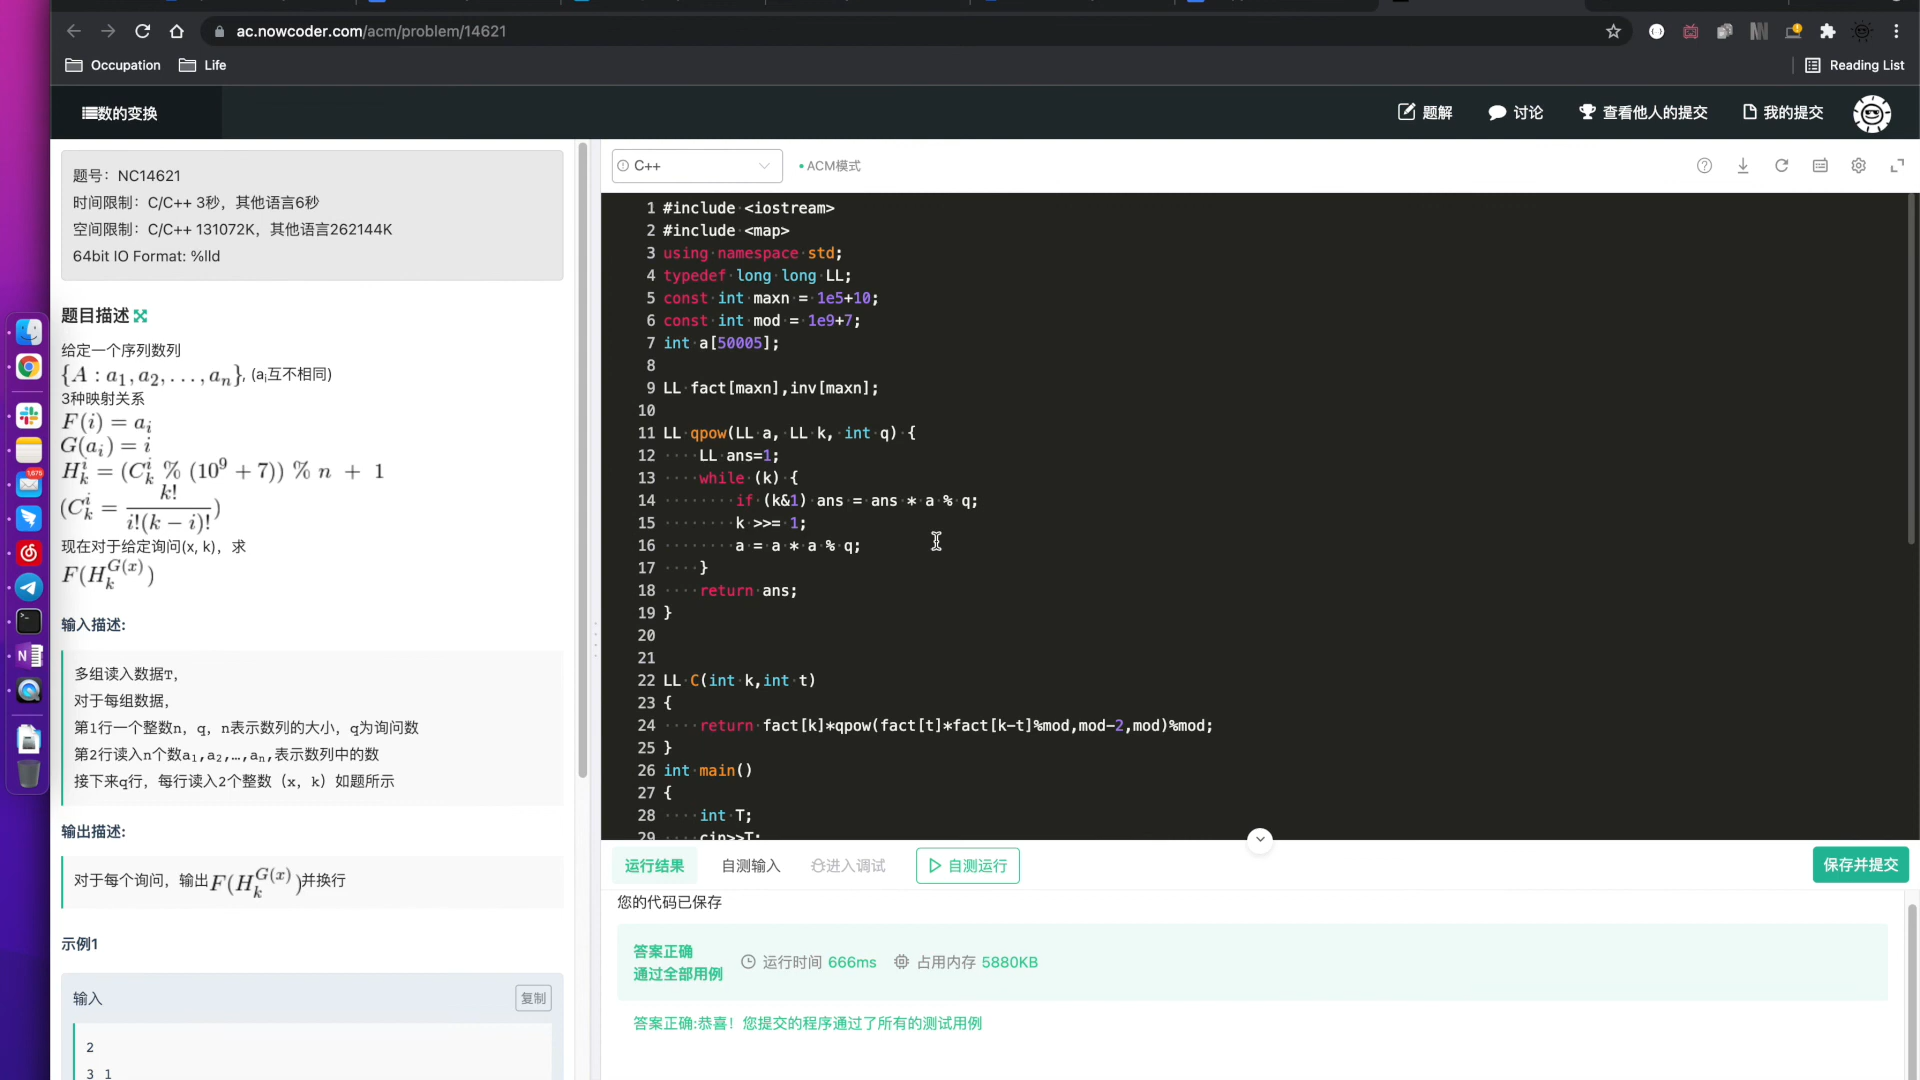 ac.nowcoder.com/acm/problem/14621
Occupation
Life
Reading List
数的变换
题解
讨论
查看他人的提交
我的提交
题号：NC14621
时间限制：C/C++ 3秒，其他语言6秒
空间限制：C/C++ 131072K，其他语言262144K
64bit IO Format: %lld
题目描述
给定一个序列数列
{A : a₁, a₂, . . . , aₙ}, (aᵢ互不相同)
3种映射关系
F(i) = aᵢ
G(aᵢ) = i
H_k^i = (C_k^i % (10⁹ + 7)) % n + 1
(C_k^i = k! / i!(k − i)!)
现在对于给定询问(x, k)，求
F(H_k^{G(x)})
输入描述:
多组读入数据T，
对于每组数据，
第1行一个整数n，q，n表示数列的大小，q为询问数
第2行读入n个数a₁,a₂,…,aₙ,表示数列中的数
接下来q行，每行读入2个整数（x，k）如题所示
输出描述:
对于每个询问，输出F(H_k^{G(x)})并换行
示例1
输入
复制
2
3 1
C++
ACM模式
1 #include <iostream>
2 #include <map>
3 using namespace std;
4 typedef long long LL;
5 const int maxn = 1e5+10;
6 const int mod = 1e9+7;
7 int a[50005];
8
9 LL fact[maxn],inv[maxn];
10
11 LL qpow(LL a, LL k, int q) {
12     LL ans=1;
13     while (k) {
14         if (k&1) ans = ans * a % q;
15         k >>= 1;
16         a = a * a % q;
17     }
18     return ans;
19 }
20
21
22 LL C(int k,int t)
23 {
24     return fact[k]*qpow(fact[t]*fact[k-t]%mod,mod-2,mod)%mod;
25 }
26 int main()
27 {
28     int T;
29     cin>>T;
运行结果
自测输入
进入调试
自测运行
保存并提交
您的代码已保存
答案正确
通过全部用例
运行时间 666ms
占用内存 5880KB
答案正确:恭喜！您提交的程序通过了所有的测试用例